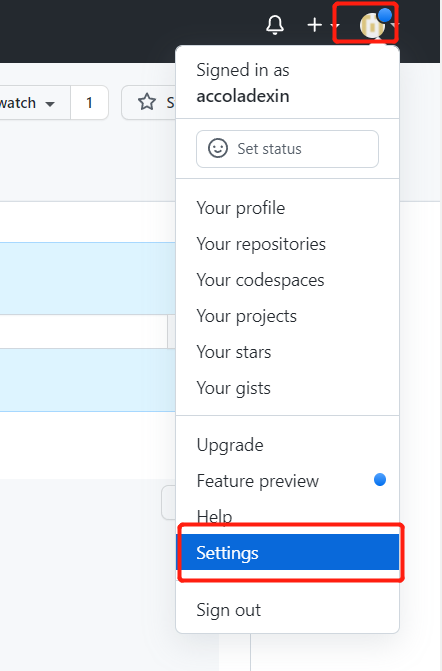 watch 1 S
Signed in as
accoladexin
Set status
Your profile
Your repositories
Your codespaces
Your projects
Your stars
Your gists
Upgrade
Feature preview
Help
Settings
Sign out